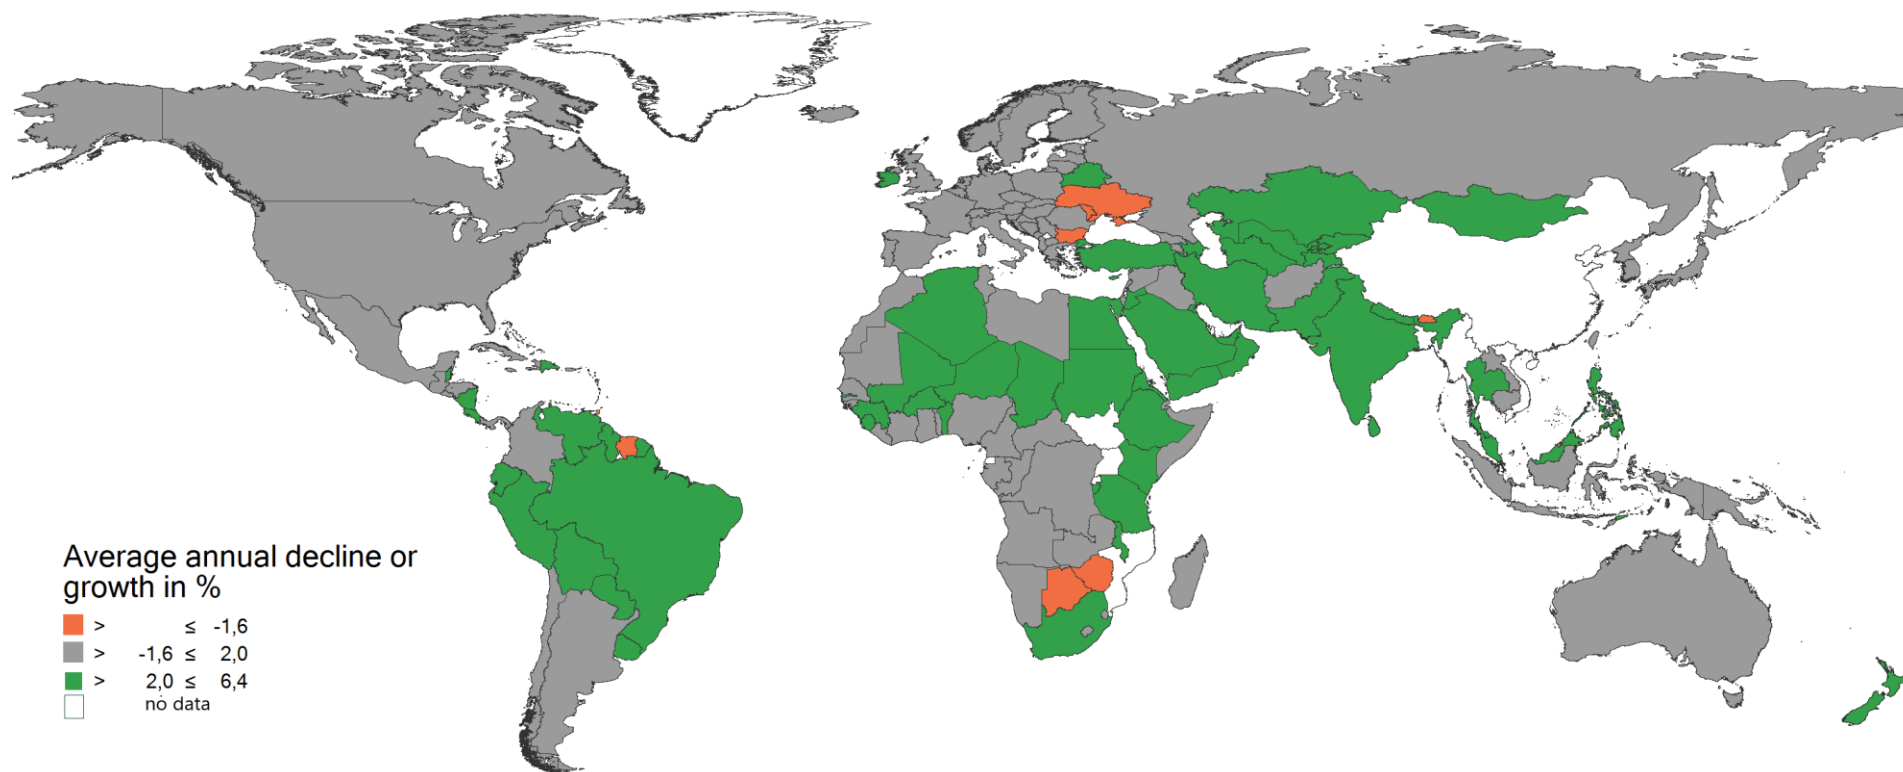 Average annual decline or
growth in %
> ≤ -1,6
> -1,6 ≤ 2,0
> 2,0 ≤ 6,4
no data